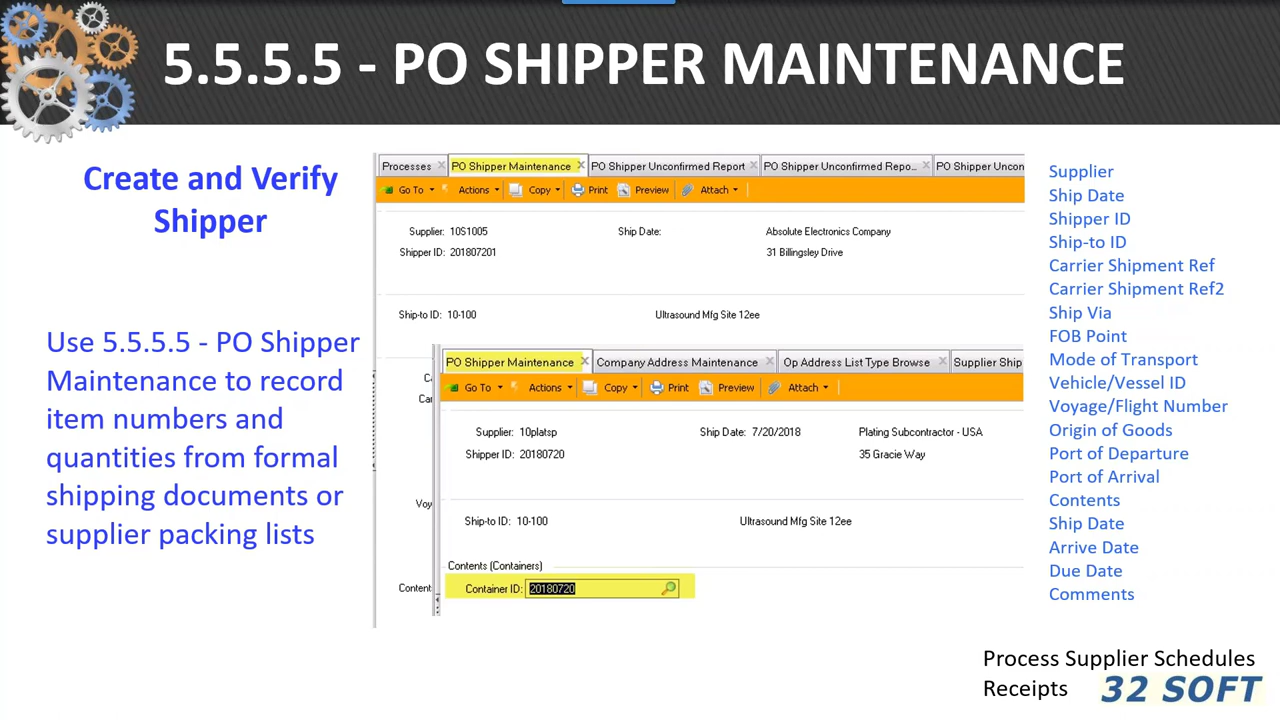 5.5.5.5 - PO SHIPPER MAINTENANCE
Create and Verify
Shipper
Use 5.5.5.5 - PO Shipper
Maintenance to record
item numbers and
quantities from formal
shipping documents or
supplier packing lists
Processes PO Shipper Maintenance PO Shipper Unconfirmed Report PO Shipper Unconfirmed Repo... PO Shipper Uncon
Go To Actions Copy Print Preview Attach
Supplier: 10S1005 Ship Date: Absolute Electronics Company
Shipper ID: 201807201 31 Billingsley Drive
Ship-to ID: 10-100 Ultrasound Mfg Site 12ee
Ca
Car
Voy
Content
PO Shipper Maintenance Company Address Maintenance Op Address List Type Browse Supplier Ship
Go To Actions Copy Print Preview Attach
Supplier: 10platsp Ship Date: 7/20/2018 Plating Subcontractor - USA
Shipper ID: 20180720 35 Gracie Way
Ship-to ID: 10-100 Ultrasound Mfg Site 12ee
Contents (Containers)
Container ID: 20180720
Supplier
Ship Date
Shipper ID
Ship-to ID
Carrier Shipment Ref
Carrier Shipment Ref2
Ship Via
FOB Point
Mode of Transport
Vehicle/Vessel ID
Voyage/Flight Number
Origin of Goods
Port of Departure
Port of Arrival
Contents
Ship Date
Arrive Date
Due Date
Comments
Process Supplier Schedules
Receipts
32 SOFT